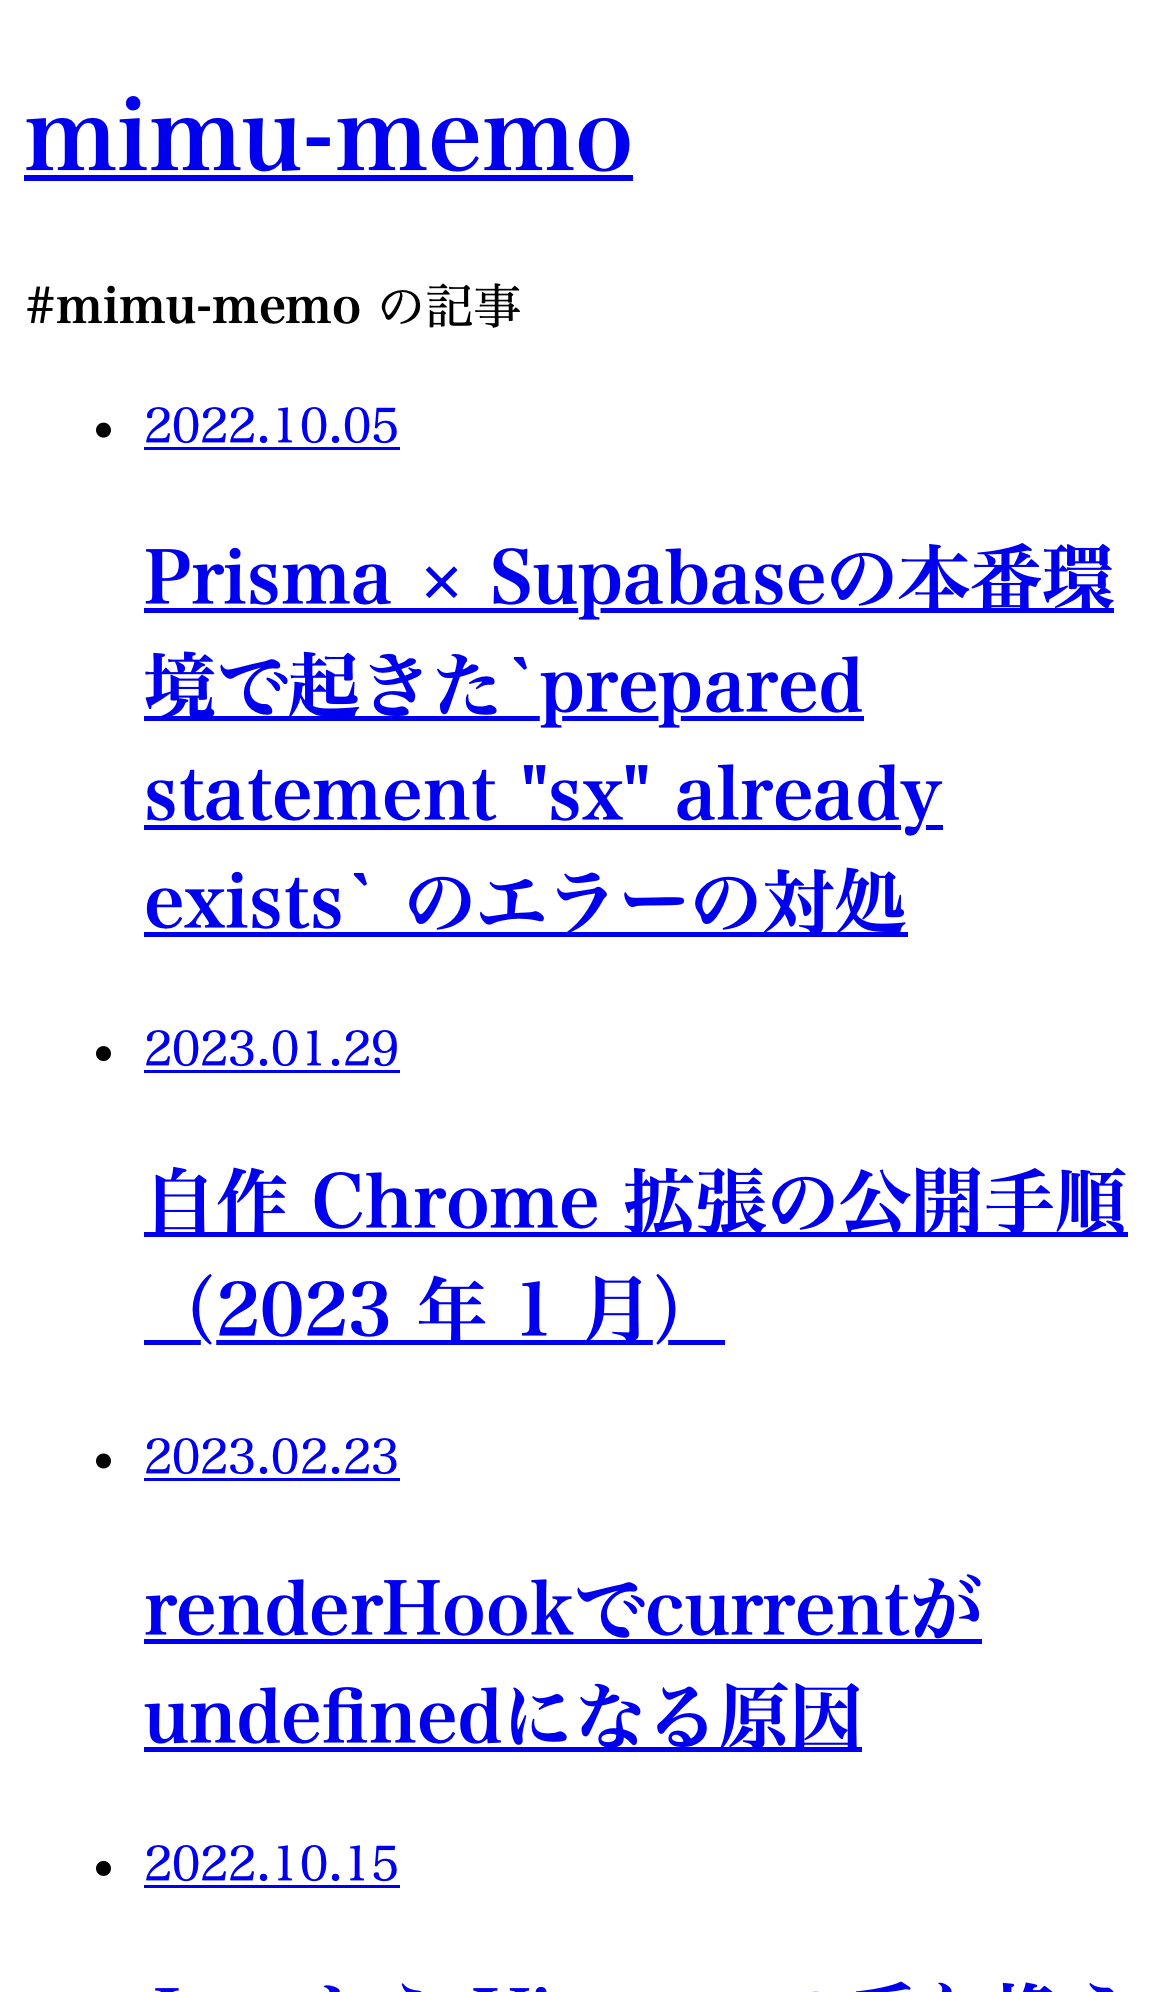 mimu-memo
#mimu-memo の記事
2022.10.05
Prisma × Supabaseの本番環
境で起きた`prepared
statement "sx" already
exists` のエラーの対処
2023.01.29
自作 Chrome 拡張の公開手順
（2023 年 1 月）
2023.02.23
renderHookでcurrentが
undefinedになる原因
2022.10.15